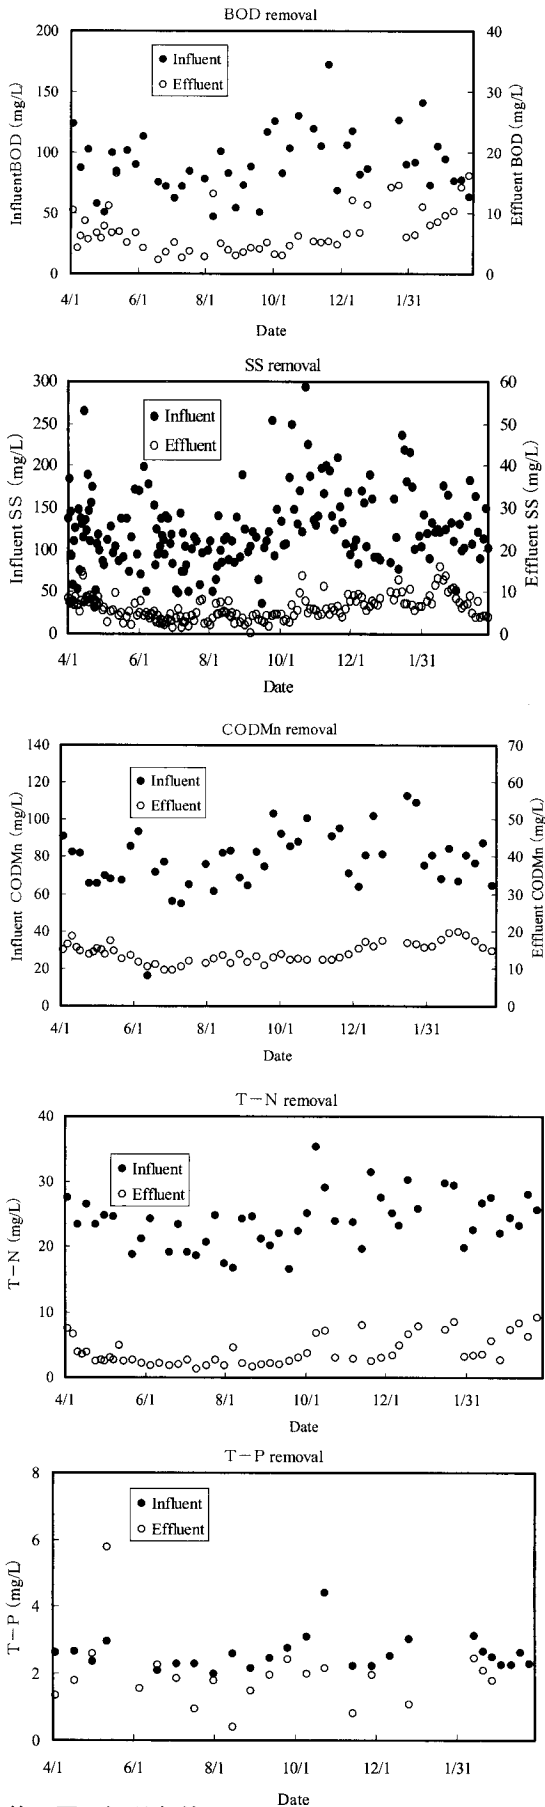 BOD removal
200
150
100
50
0
InfluentBOD (mg/L)
Influent
Effluent
40
30
20
10
0
Effluent BOD (mg/L)
4/1 6/1 8/1 10/1 12/1 1/31
Date
SS removal
300
250
200
150
100
50
0
Influent SS (mg/L)
Influent
Effluent
60
50
40
30
20
10
0
Effluent SS (mg/L)
4/1 6/1 8/1 10/1 12/1 1/31
Date
CODMn removal
140
120
100
80
60
40
20
0
Influent CODMn (mg/L)
Influent
Effluent
70
60
50
40
30
20
10
0
Effluent CODMn (mg/L)
4/1 6/1 8/1 10/1 12/1 1/31
Date
T-N removal
40
30
20
10
0
T-N (mg/L)
Influent
Effluent
4/1 6/1 8/1 10/1 12/1 1/31
Date
T-P removal
8
6
4
2
0
T-P (mg/L)
Influent
Effluent
4/1 6/1 8/1 10/1 12/1 1/31
Date